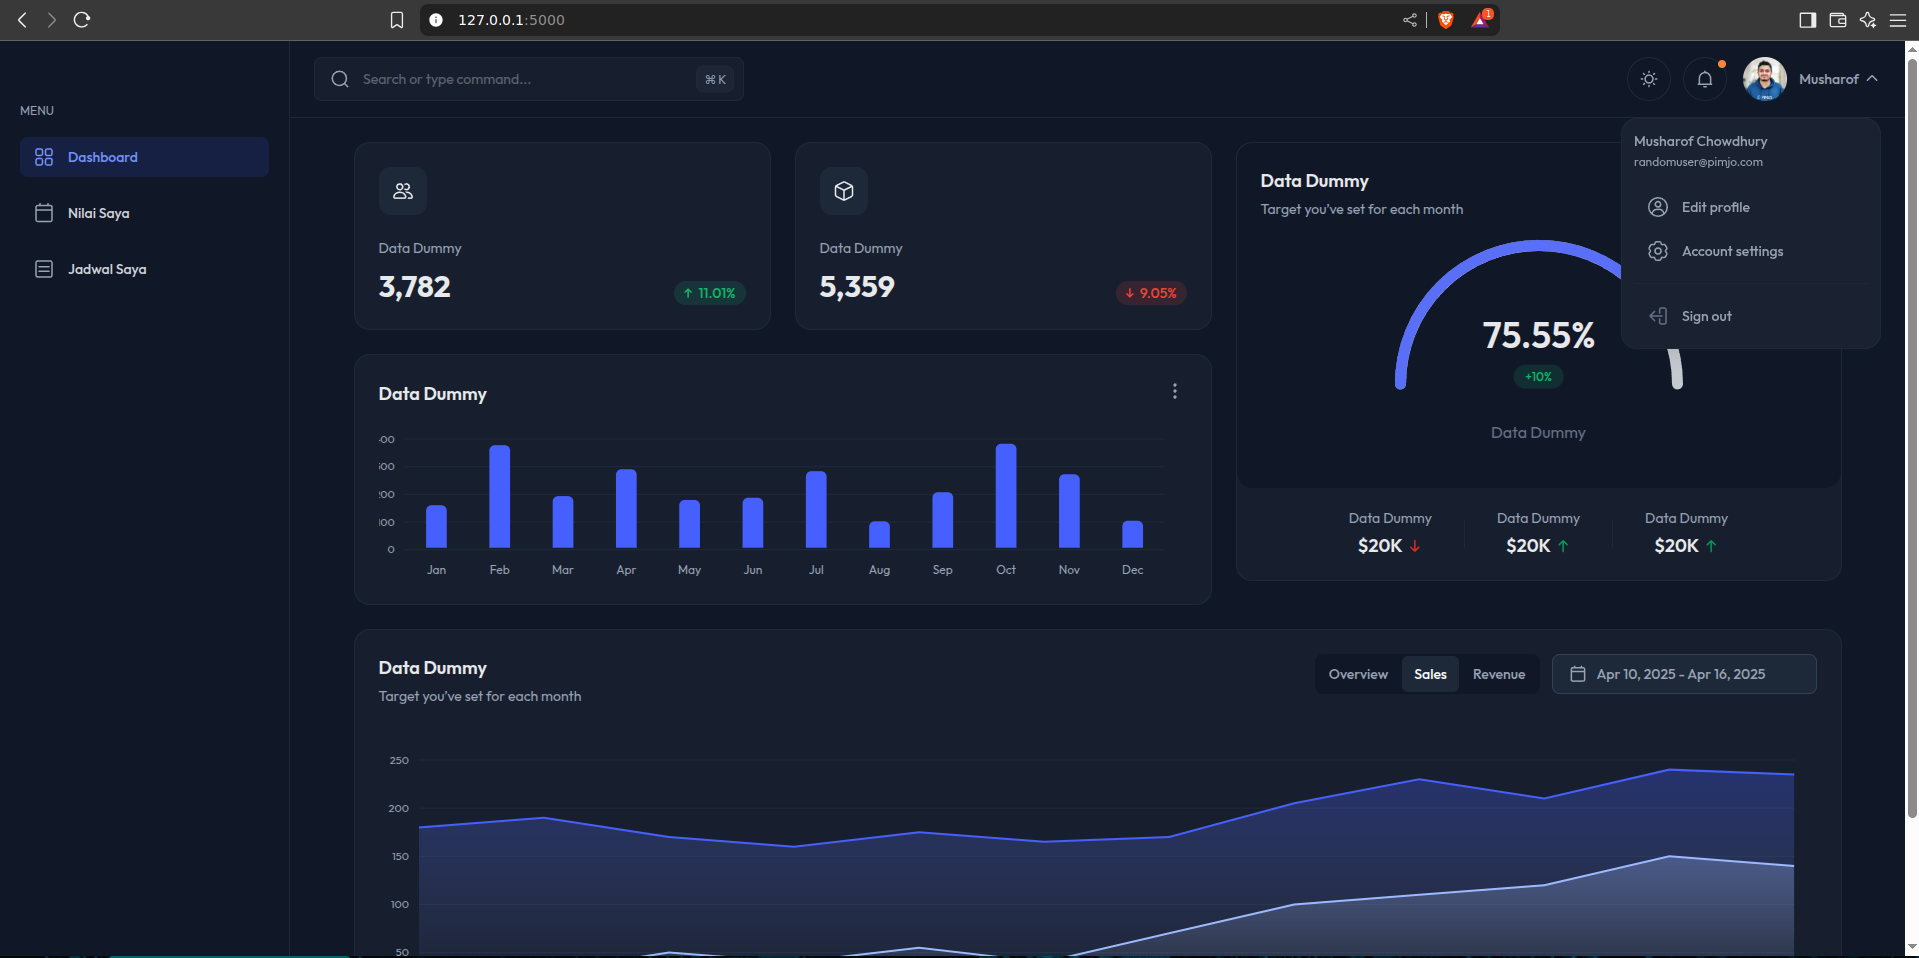 127.0.0.1:5000
1
Search or type command...
⌘ K
Musharof
MENU
Dashboard
Nilai Saya
Jadwal Saya
Musharof Chowdhury
randomuser@pimjo.com
Edit profile
Account settings
Sign out
Data Dummy
3,782
11.01%
Data Dummy
5,359
9.05%
Data Dummy
Target you've set for each month
75.55%
+10%
Data Dummy
Data Dummy
$20K
Data Dummy
$20K
Data Dummy
$20K
Data Dummy
0
Jan Feb Mar Apr May Jun Jul Aug Sep Oct Nov Dec
Data Dummy
Target you've set for each month
Overview Sales Revenue
Apr 10, 2025 - Apr 16, 2025
250
200
150
100
50